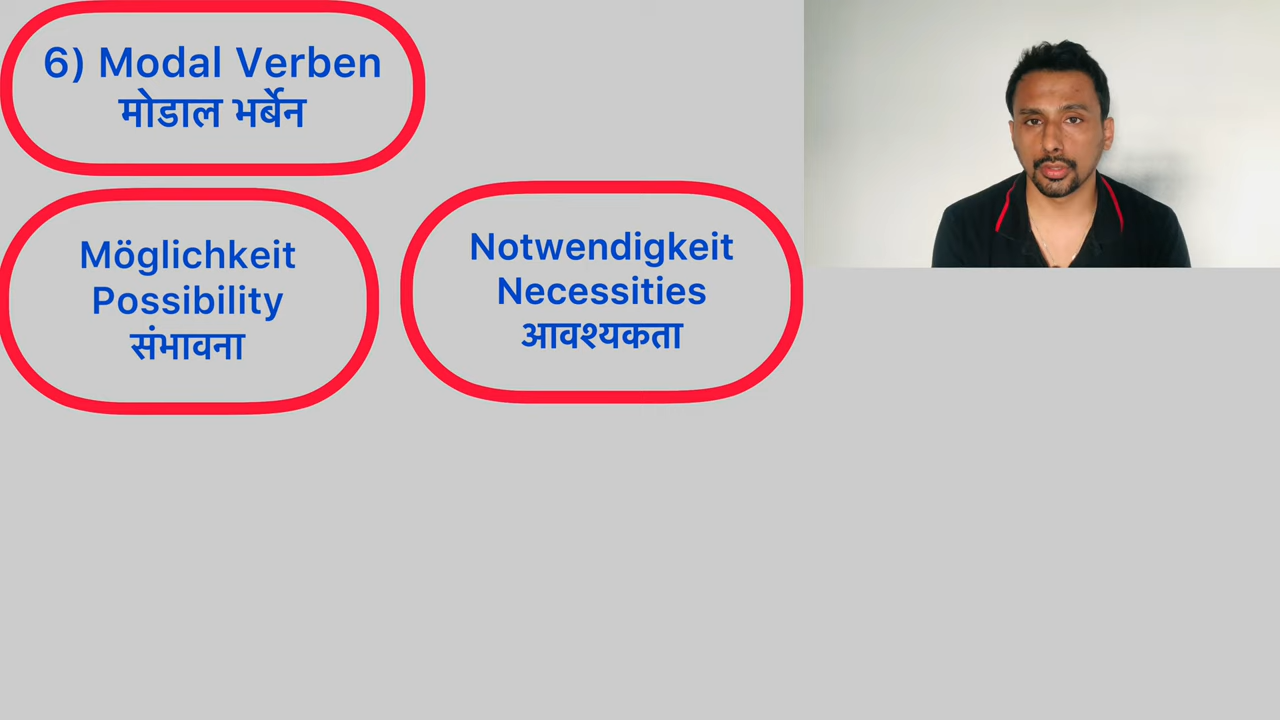 6) Modal Verben
मोडाल भर्बेन
Möglichkeit
Possibility
संभावना
Notwendigkeit
Necessities
आवश्यकता